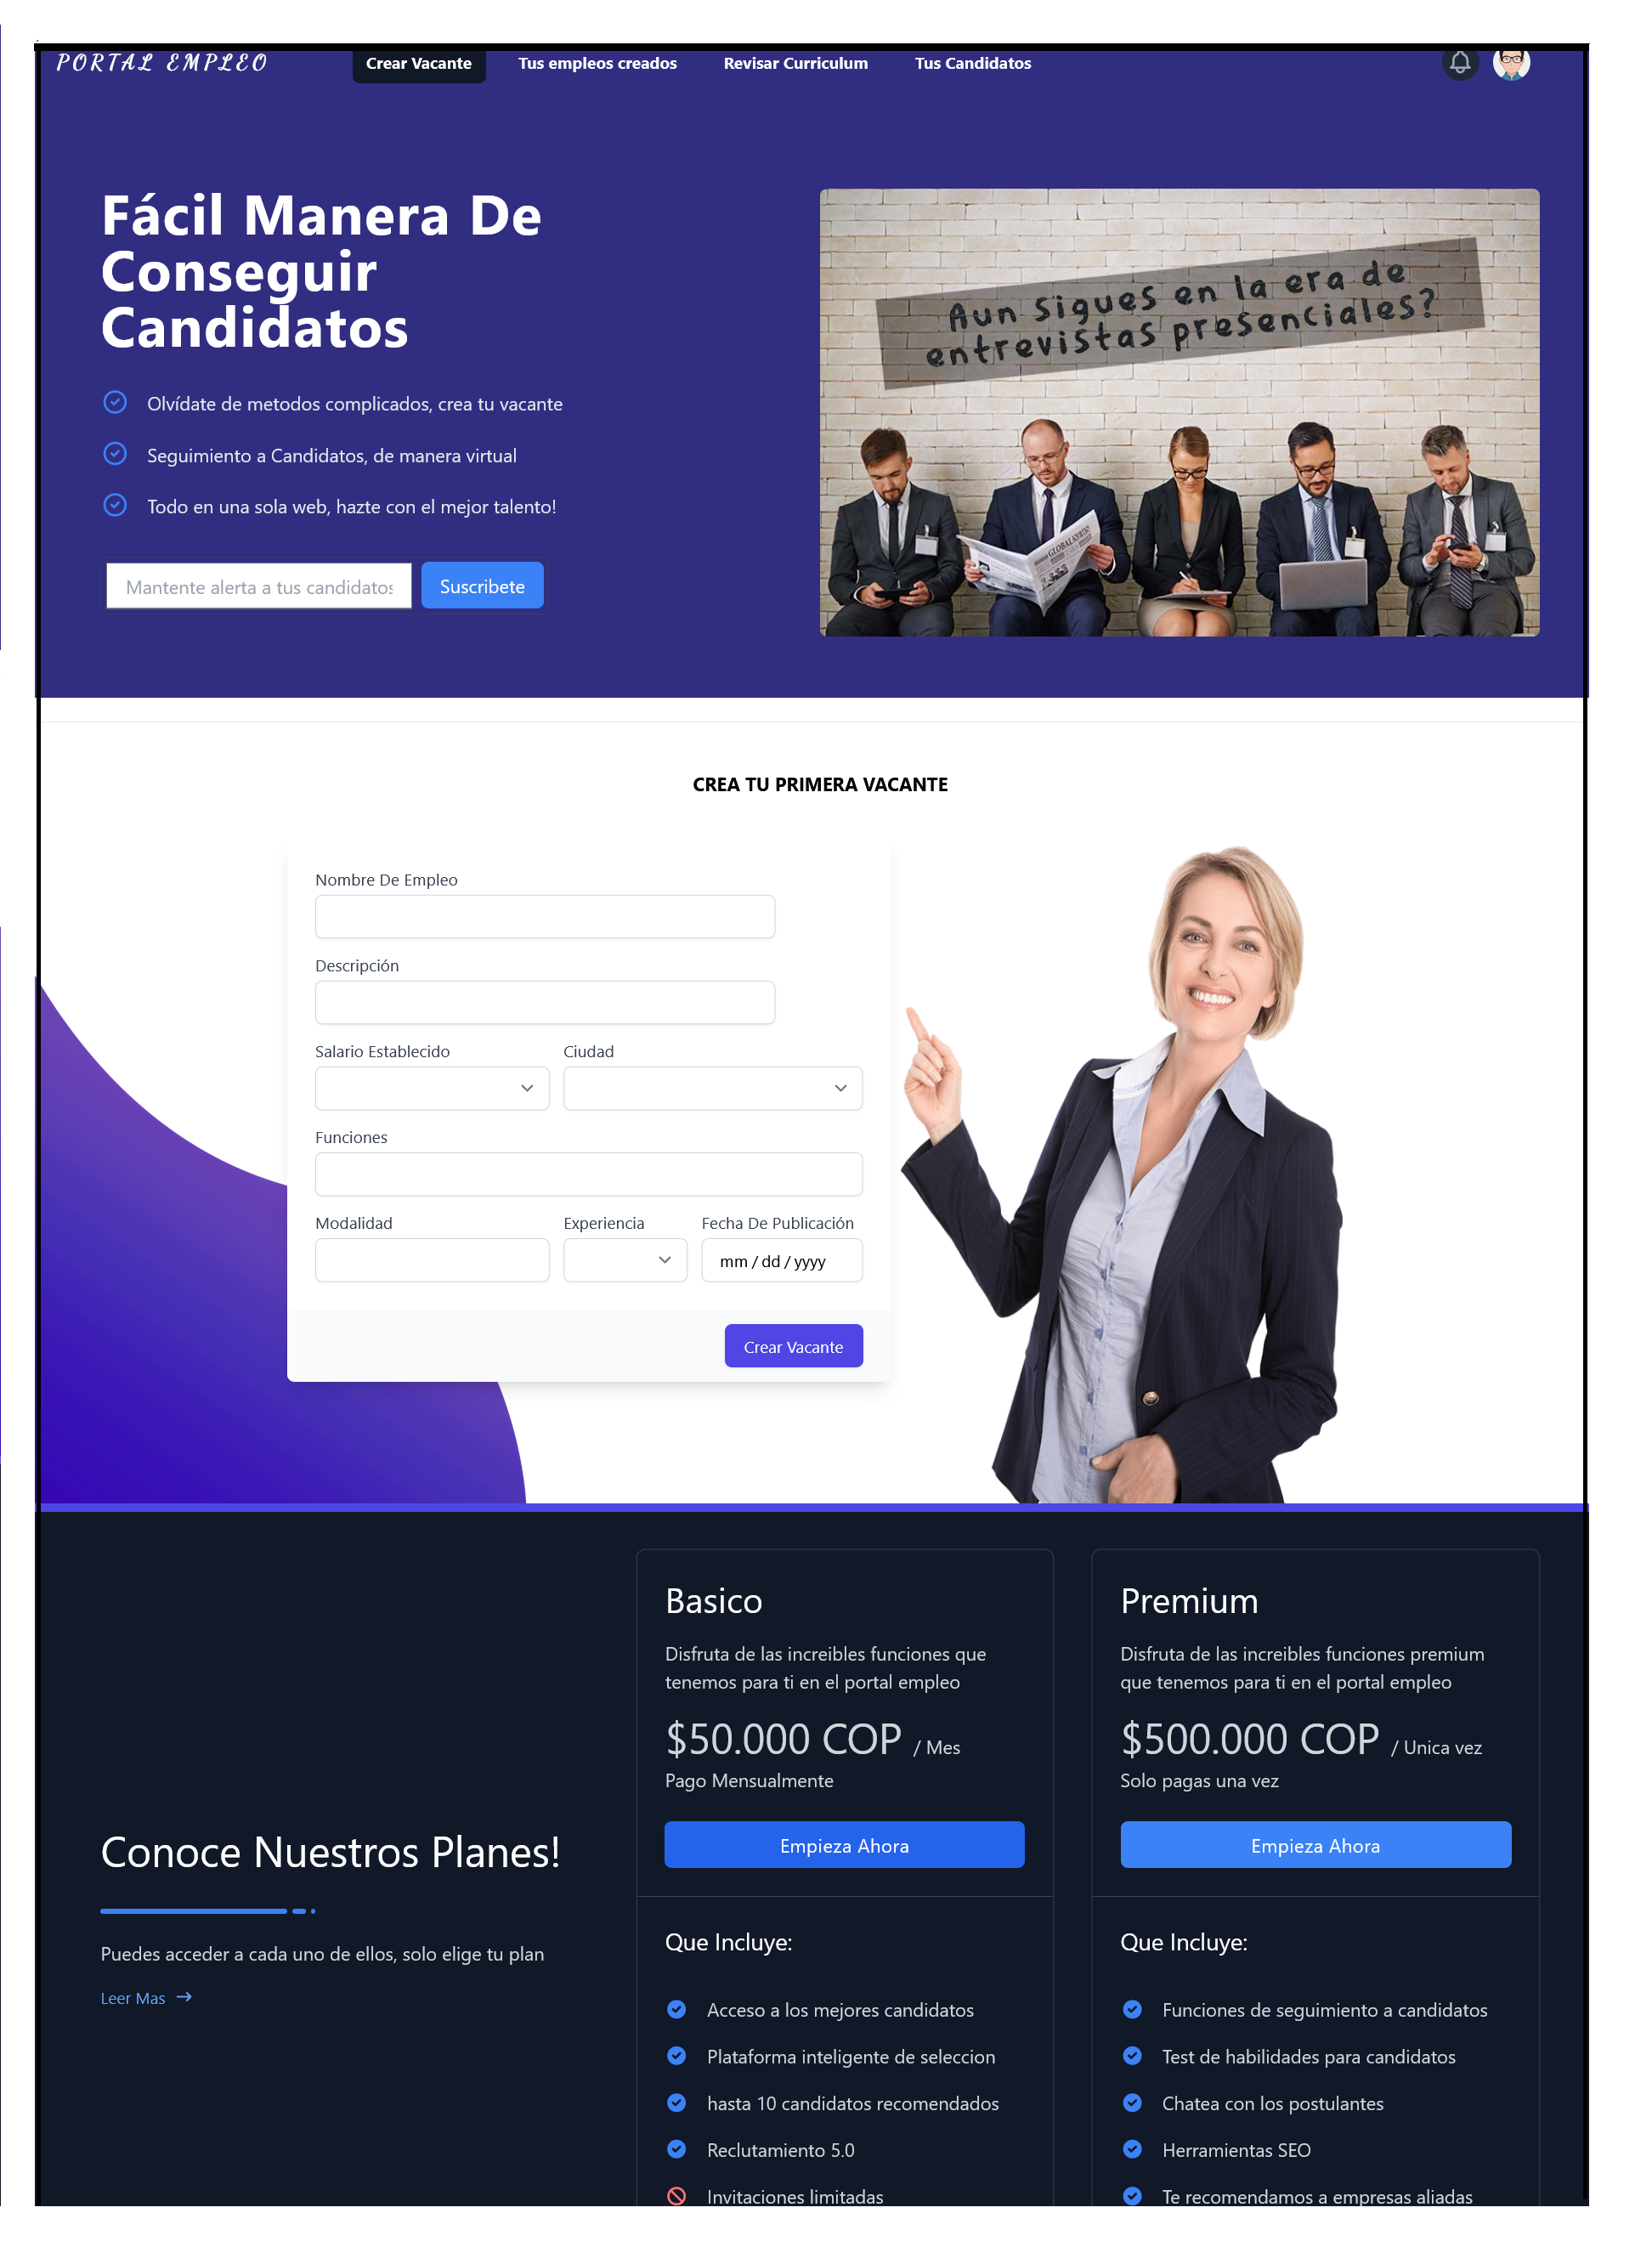 PORTAL EMPLEO
Crear Vacante
Tus empleos creados
Revisar Curriculum
Tus Candidatos
Fácil Manera De
Conseguir
Candidatos
Olvídate de metodos complicados, crea tu vacante
Seguimiento a Candidatos, de manera virtual
Todo en una sola web, hazte con el mejor talento!
Mantente alerta a tus candidatos
Suscribete
Aun sigues en la era de
entrevistas presenciales?
CREA TU PRIMERA VACANTE
Nombre De Empleo
Descripción
Salario Establecido
Ciudad
Funciones
Modalidad
Experiencia
Fecha De Publicación
mm / dd / yyyy
Crear Vacante
Conoce Nuestros Planes!
Puedes acceder a cada uno de ellos, solo elige tu plan
Leer Mas
Basico
Disfruta de las increibles funciones que
tenemos para ti en el portal empleo
$50.000 COP / Mes
Pago Mensualmente
Empieza Ahora
Que Incluye:
Acceso a los mejores candidatos
Plataforma inteligente de seleccion
hasta 10 candidatos recomendados
Reclutamiento 5.0
Invitaciones limitadas
Premium
Disfruta de las increibles funciones premium
que tenemos para ti en el portal empleo
$500.000 COP / Unica vez
Solo pagas una vez
Empieza Ahora
Que Incluye:
Funciones de seguimiento a candidatos
Test de habilidades para candidatos
Chatea con los postulantes
Herramientas SEO
Te recomendamos a empresas aliadas